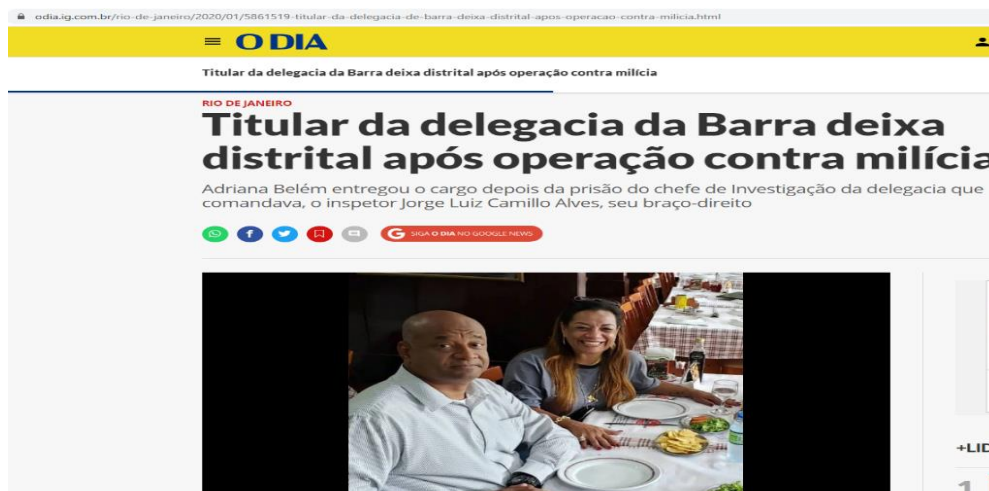 odia.ig.com.br/rio-de-janeiro/2020/01/5861519-titular-da-delegacia-de-barra-deixa-distrital-apos-operacao-contra-milicia.html
O DIA
Titular da delegacia da Barra deixa distrital após operação contra milícia
RIO DE JANEIRO
Titular da delegacia da Barra deixa
distrital após operação contra milícia
Adriana Belém entregou o cargo depois da prisão do chefe de Investigação da delegacia que
comandava, o inspetor Jorge Luiz Camillo Alves, seu braço-direito
G SIGA O DIA NO GOOGLE NEWS
+LID
1